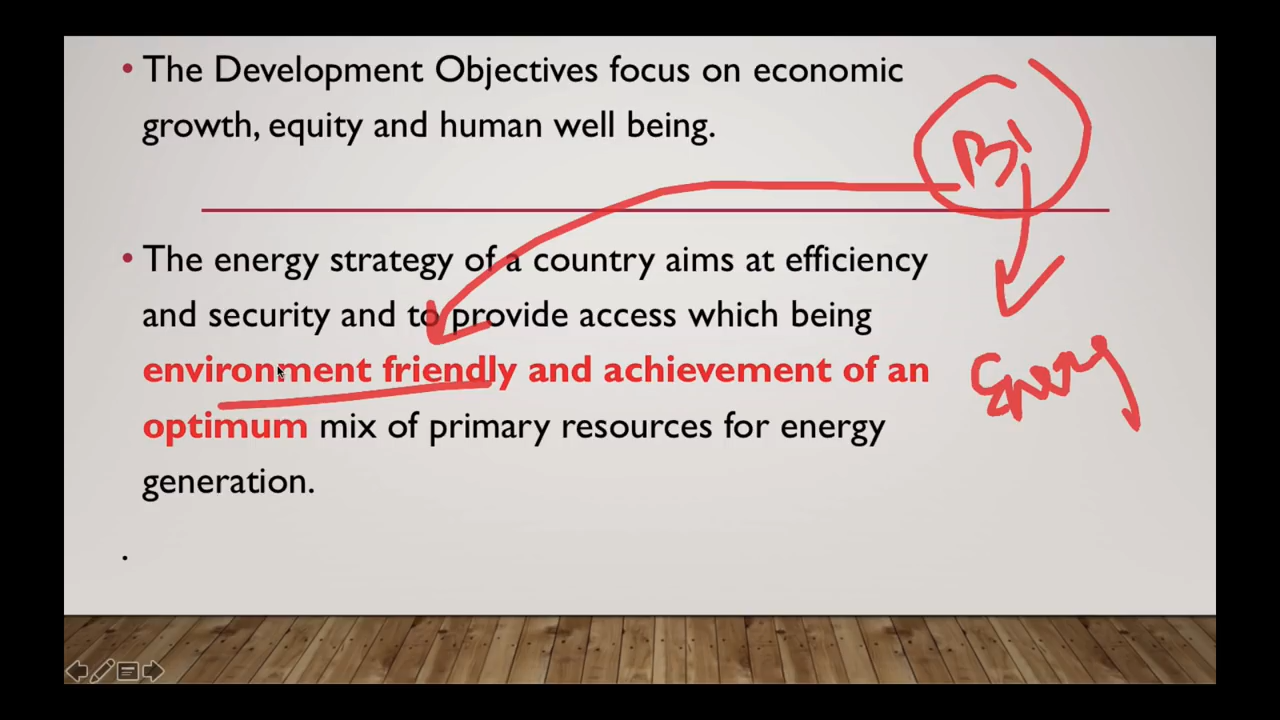 • The Development Objectives focus on economic
growth, equity and human well being.
• The energy strategy of a country aims at efficiency
and security and to provide access which being
environment friendly and achievement of an
optimum mix of primary resources for energy
generation.
.
Energy